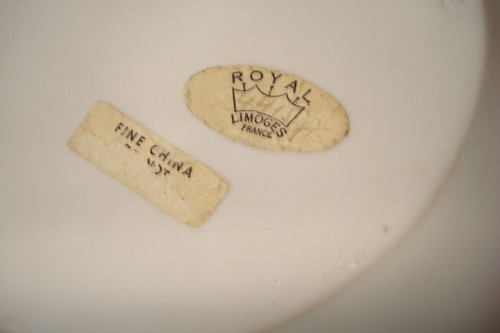 ROYAL
LIMOGES
FRANCE
FINE CHINA